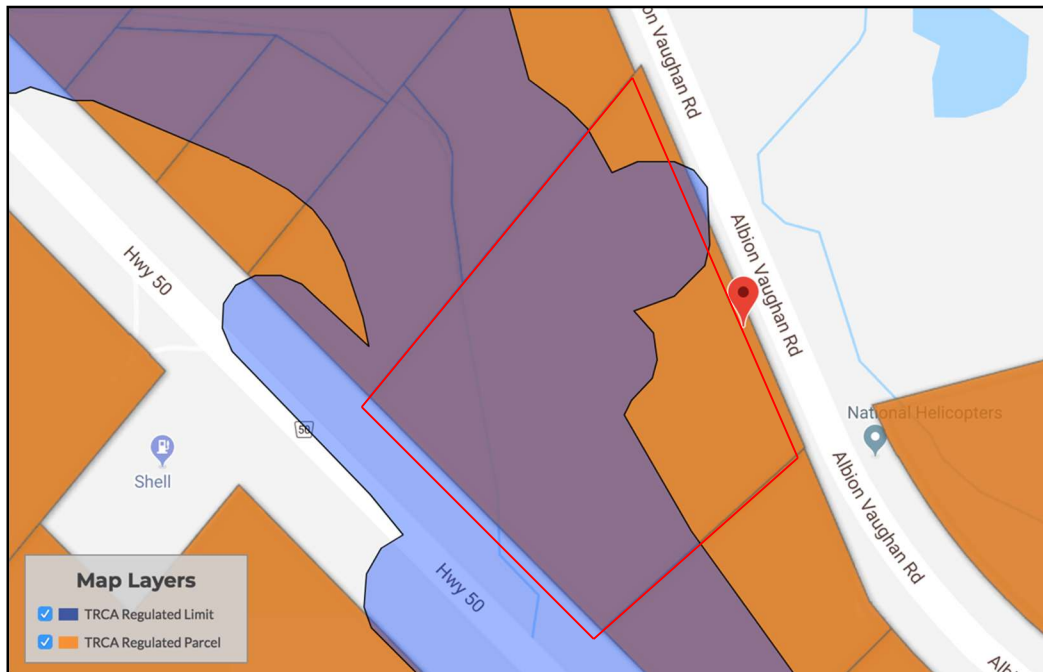 on Vaughan Rd
Albion Vaughan Rd
Hwy 50
50
National Helicopters
Shell
Albion Vaughan Rd
Hwy 50
Map Layers
TRCA Regulated Limit
TRCA Regulated Parcel
Albi